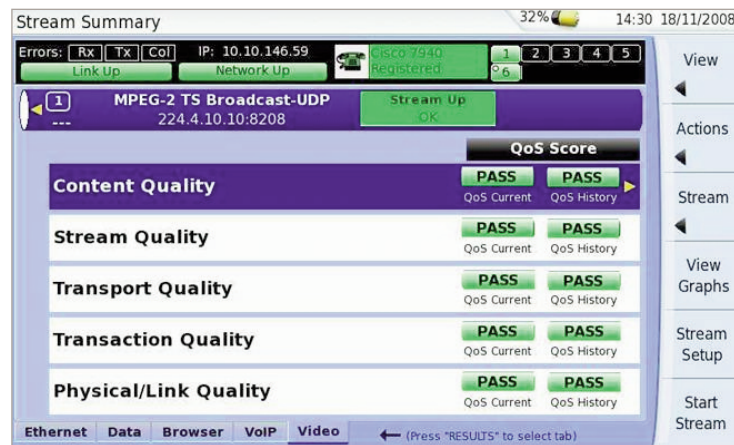 Stream Summary 32% 14:30 18/11/2008
Errors: Rx Tx Col IP: 10.10.146.59 Cisco 7940 1 2 3 4 5
Link Up Network Up Registered 6
1 MPEG-2 TS Broadcast-UDP Stream Up
--- 224.4.10.10:8208 OK
QoS Score
Content Quality PASS PASS
QoS Current QoS History
Stream Quality PASS PASS
QoS Current QoS History
Transport Quality PASS PASS
QoS Current QoS History
Transaction Quality PASS PASS
QoS Current QoS History
Physical/Link Quality PASS PASS
QoS Current QoS History
Ethernet Data Browser VoIP Video (Press "RESULTS" to select tab)
View
Actions
Stream
View
Graphs
Stream
Setup
Start
Stream